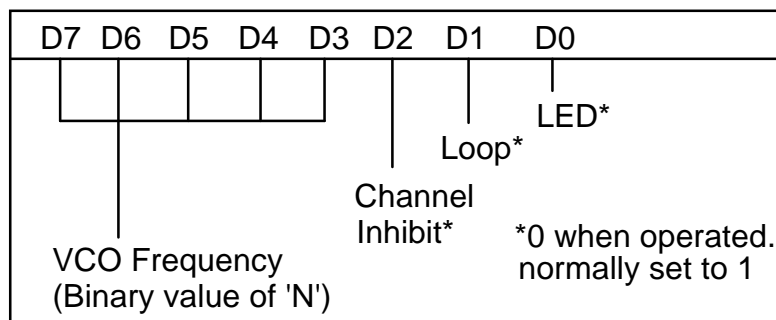 D7 D6 D5 D4 D3 D2 D1 D0
LED*
Loop*
Channel
Inhibit*
*0 when operated.
normally set to 1
VCO Frequency
(Binary value of 'N')